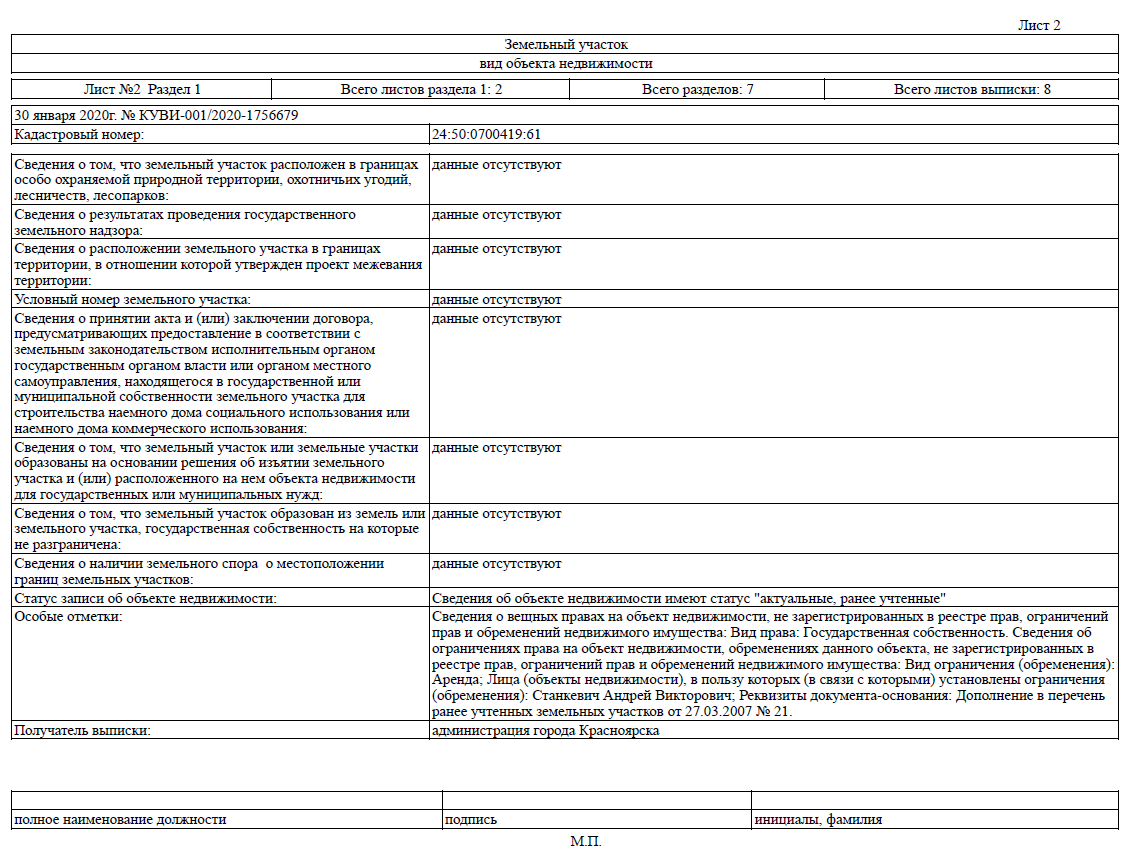 Лист 2
Земельный участок
вид объекта недвижимости
Лист №2 Раздел 1
Всего листов раздела 1: 2
Всего разделов: 7
Всего листов выписки: 8
30 января 2020г. № КУВИ-001/2020-1756679
Кадастровый номер:
24:50:0700419:61
Сведения о том, что земельный участок расположен в границах
особо охраняемой природной территории, охотничьих угодий,
лесничеств, лесопарков:
данные отсутствуют
Сведения о результатах проведения государственного
земельного надзора:
данные отсутствуют
Сведения о расположении земельного участка в границах
территории, в отношении которой утвержден проект межевания
территории:
данные отсутствуют
Условный номер земельного участка:
данные отсутствуют
Сведения о принятии акта и (или) заключении договора,
предусматривающих предоставление в соответствии с
земельным законодательством исполнительным органом
государственным органом власти или органом местного
самоуправления, находящегося в государственной или
муниципальной собственности земельного участка для
строительства наемного дома социального использования или
наемного дома коммерческого использования:
данные отсутствуют
Сведения о том, что земельный участок или земельные участки
образованы на основании решения об изъятии земельного
участка и (или) расположенного на нем объекта недвижимости
для государственных или муниципальных нужд:
данные отсутствуют
Сведения о том, что земельный участок образован из земель или
земельного участка, государственная собственность на которые
не разграничена:
данные отсутствуют
Сведения о наличии земельного спора о местоположении
границ земельных участков:
данные отсутствуют
Статус записи об объекте недвижимости:
Сведения об объекте недвижимости имеют статус "актуальные, ранее учтенные"
Особые отметки:
Сведения о вещных правах на объект недвижимости, не зарегистрированных в реестре прав, ограничений
прав и обременений недвижимого имущества: Вид права: Государственная собственность. Сведения об
ограничениях права на объект недвижимости, обременениях данного объекта, не зарегистрированных в
реестре прав, ограничений прав и обременений недвижимого имущества: Вид ограничения (обременения):
Аренда; Лица (объекты недвижимости), в пользу которых (в связи с которыми) установлены ограничения
(обременения): Станкевич Андрей Викторович; Реквизиты документа-основания: Дополнение в перечень
ранее учтенных земельных участков от 27.03.2007 № 21.
Получатель выписки:
администрация города Красноярска
полное наименование должности
подпись
инициалы, фамилия
М.П.